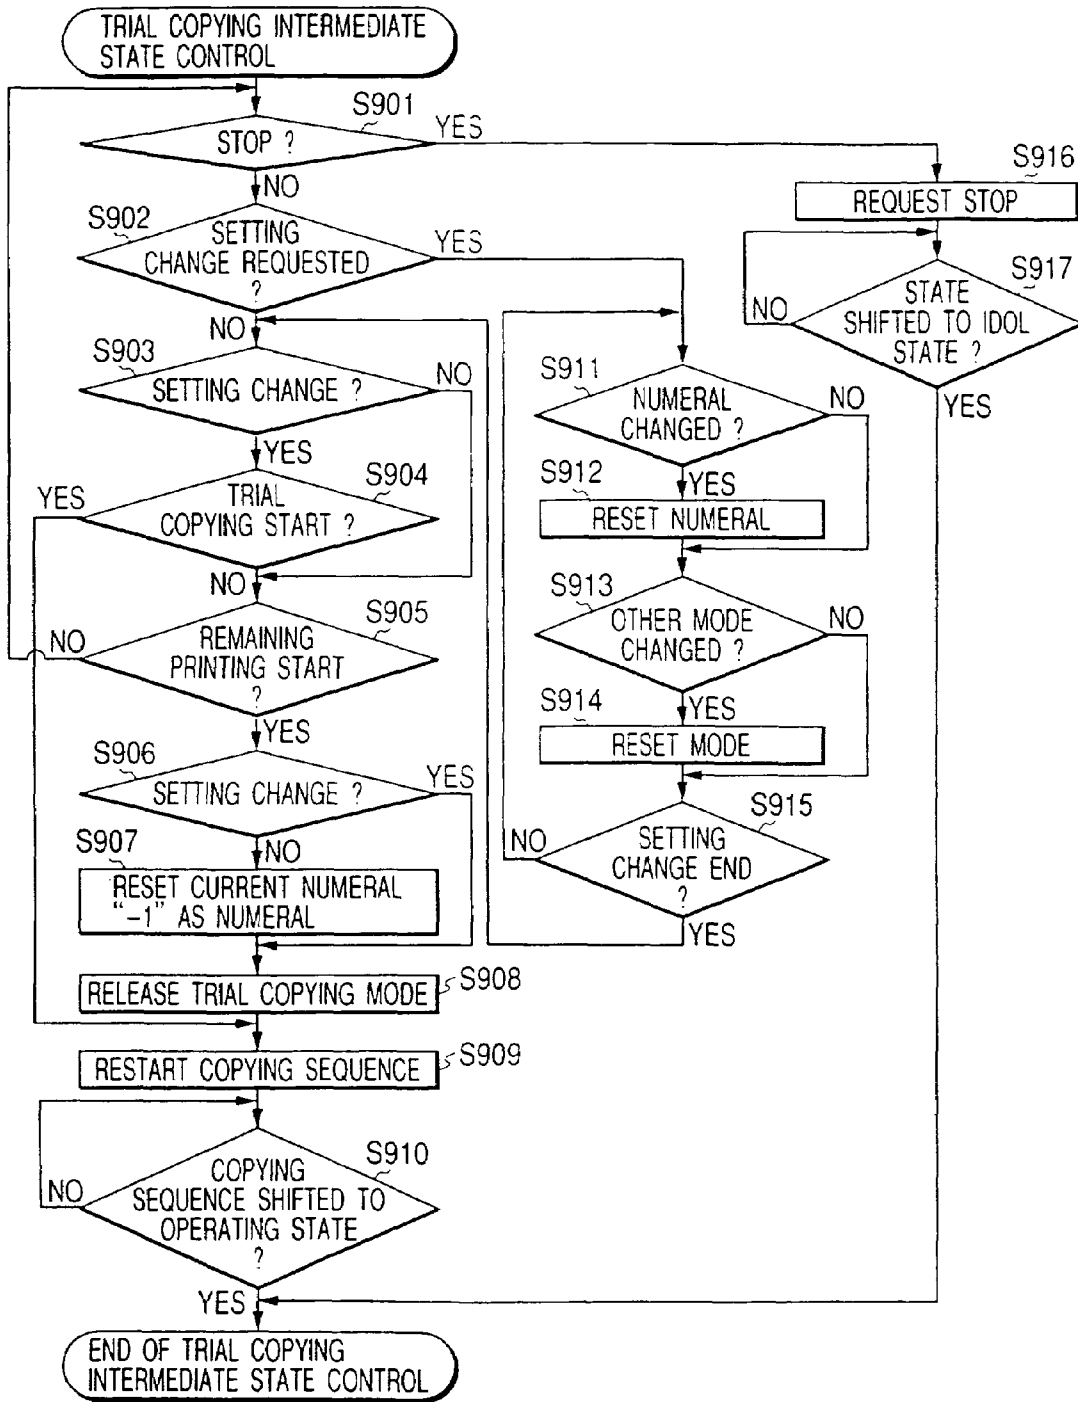 TRIAL COPYING INTERMEDIATE
STATE CONTROL
S901
STOP ?
YES
NO
S916
REQUEST STOP
S902
SETTING
CHANGE REQUESTED
?
YES
NO
S917
STATE
SHIFTED TO IDOL
STATE ?
NO
YES
S903
SETTING CHANGE ?
NO
YES
S911
NUMERAL
CHANGED ?
NO
YES
S904
TRIAL
COPYING START ?
YES
NO
S912
RESET NUMERAL
S905
REMAINING
PRINTING START
?
NO
YES
S913
OTHER MODE
CHANGED ?
NO
YES
S914
RESET MODE
S906
SETTING CHANGE ?
YES
NO
S915
SETTING
CHANGE END
?
NO
YES
S907
RESET CURRENT NUMERAL
“-1” AS NUMERAL
RELEASE TRIAL COPYING MODE
S908
RESTART COPYING SEQUENCE
S909
S910
COPYING
SEQUENCE SHIFTED TO
OPERATING STATE
?
NO
YES
END OF TRIAL COPYING
INTERMEDIATE STATE CONTROL